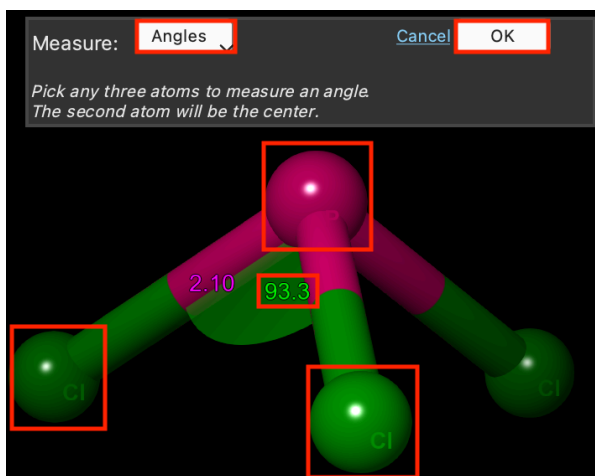 Measure: Angles Cancel OK
Pick any three atoms to measure an angle.
The second atom will be the center.
2.10 93.3
Cl Cl
Cl